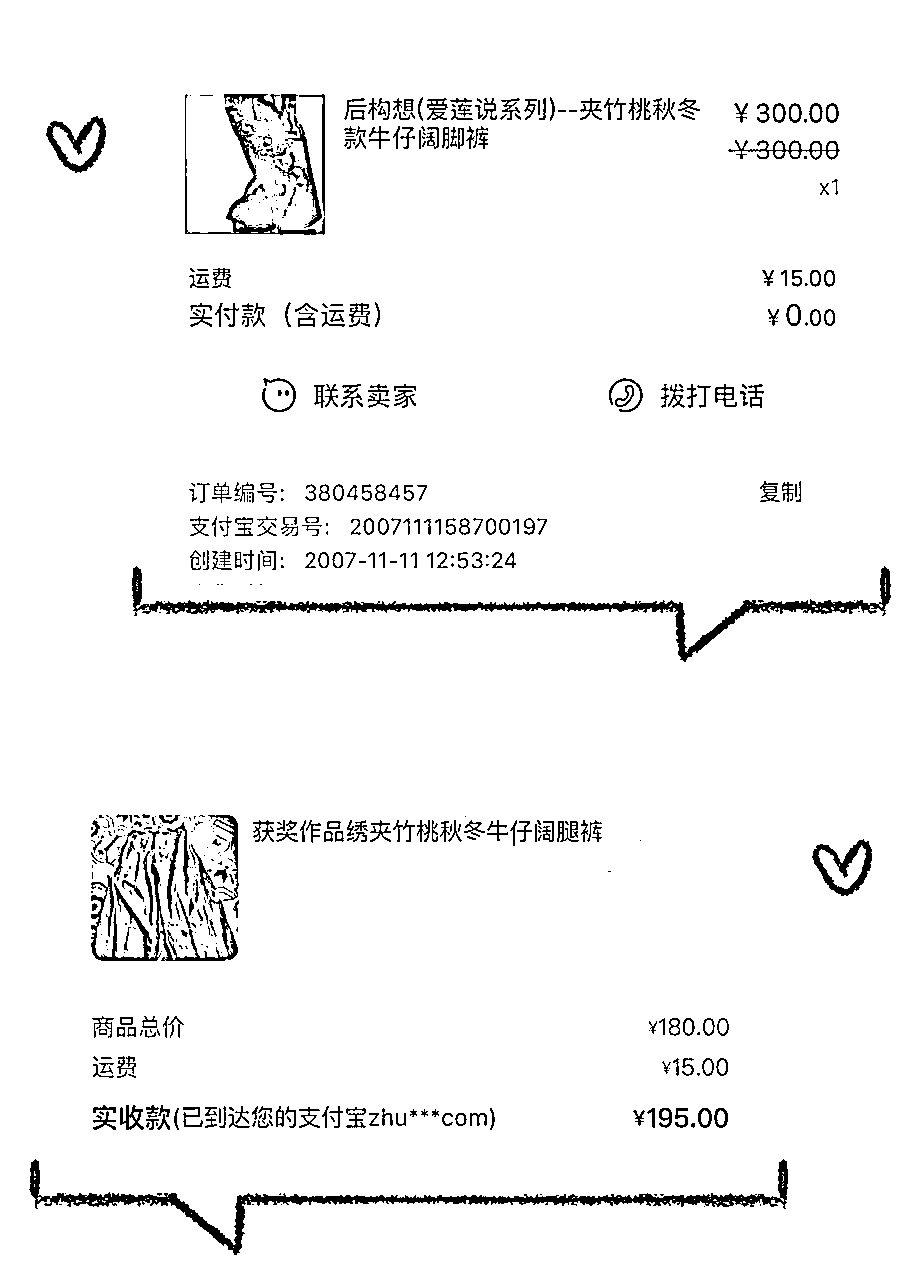 后构想(爱莲说系列)--夹竹桃秋冬 ¥300.00
款牛仔阔脚裤 ¥300.00
x1
运费 ¥15.00
实付款（含运费） ¥0.00
联系卖家 拨打电话
订单编号： 380458457 复制
支付宝交易号： 2007111158700197
创建时间： 2007-11-11 12:53:24
获奖作品绣夹竹桃秋冬牛仔阔腿裤
商品总价 ¥180.00
运费 ¥15.00
实收款(已到达您的支付宝zhu***com) ¥195.00